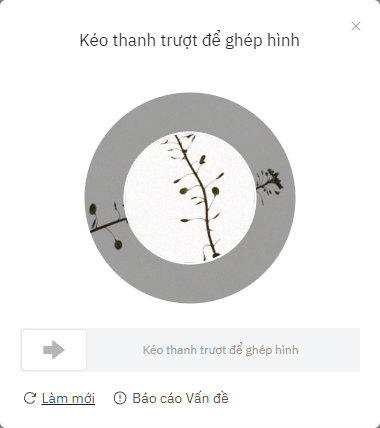 Kéo thanh trượt để ghép hình
Kéo thanh trượt để ghép hình
Làm mới
Báo cáo Vấn đề